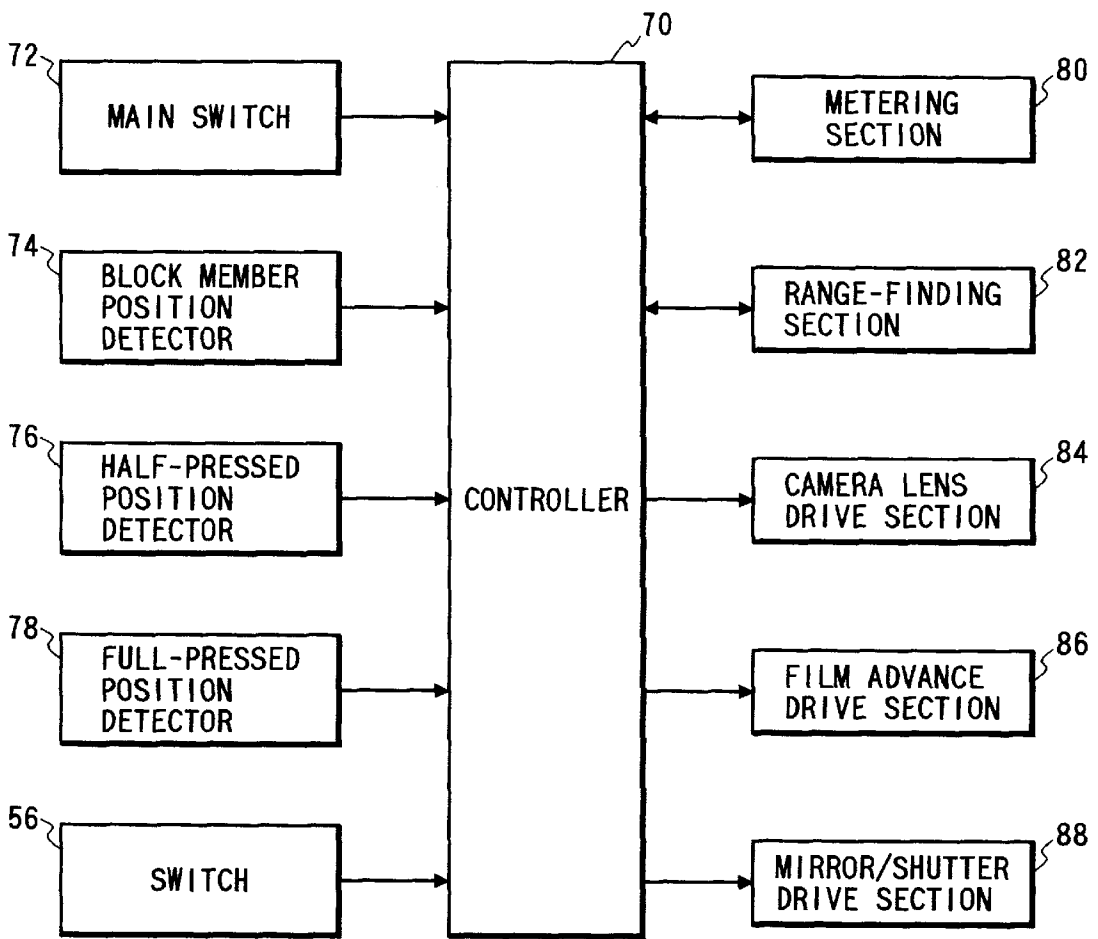 70
72
MAIN SWITCH
74
BLOCK MEMBER
POSITION
DETECTOR
76
HALF-PRESSED
POSITION
DETECTOR
78
FULL-PRESSED
POSITION
DETECTOR
56
SWITCH
CONTROLLER
80
METERING
SECTION
82
RANGE-FINDING
SECTION
84
CAMERA LENS
DRIVE SECTION
86
FILM ADVANCE
DRIVE SECTION
88
MIRROR/SHUTTER
DRIVE SECTION